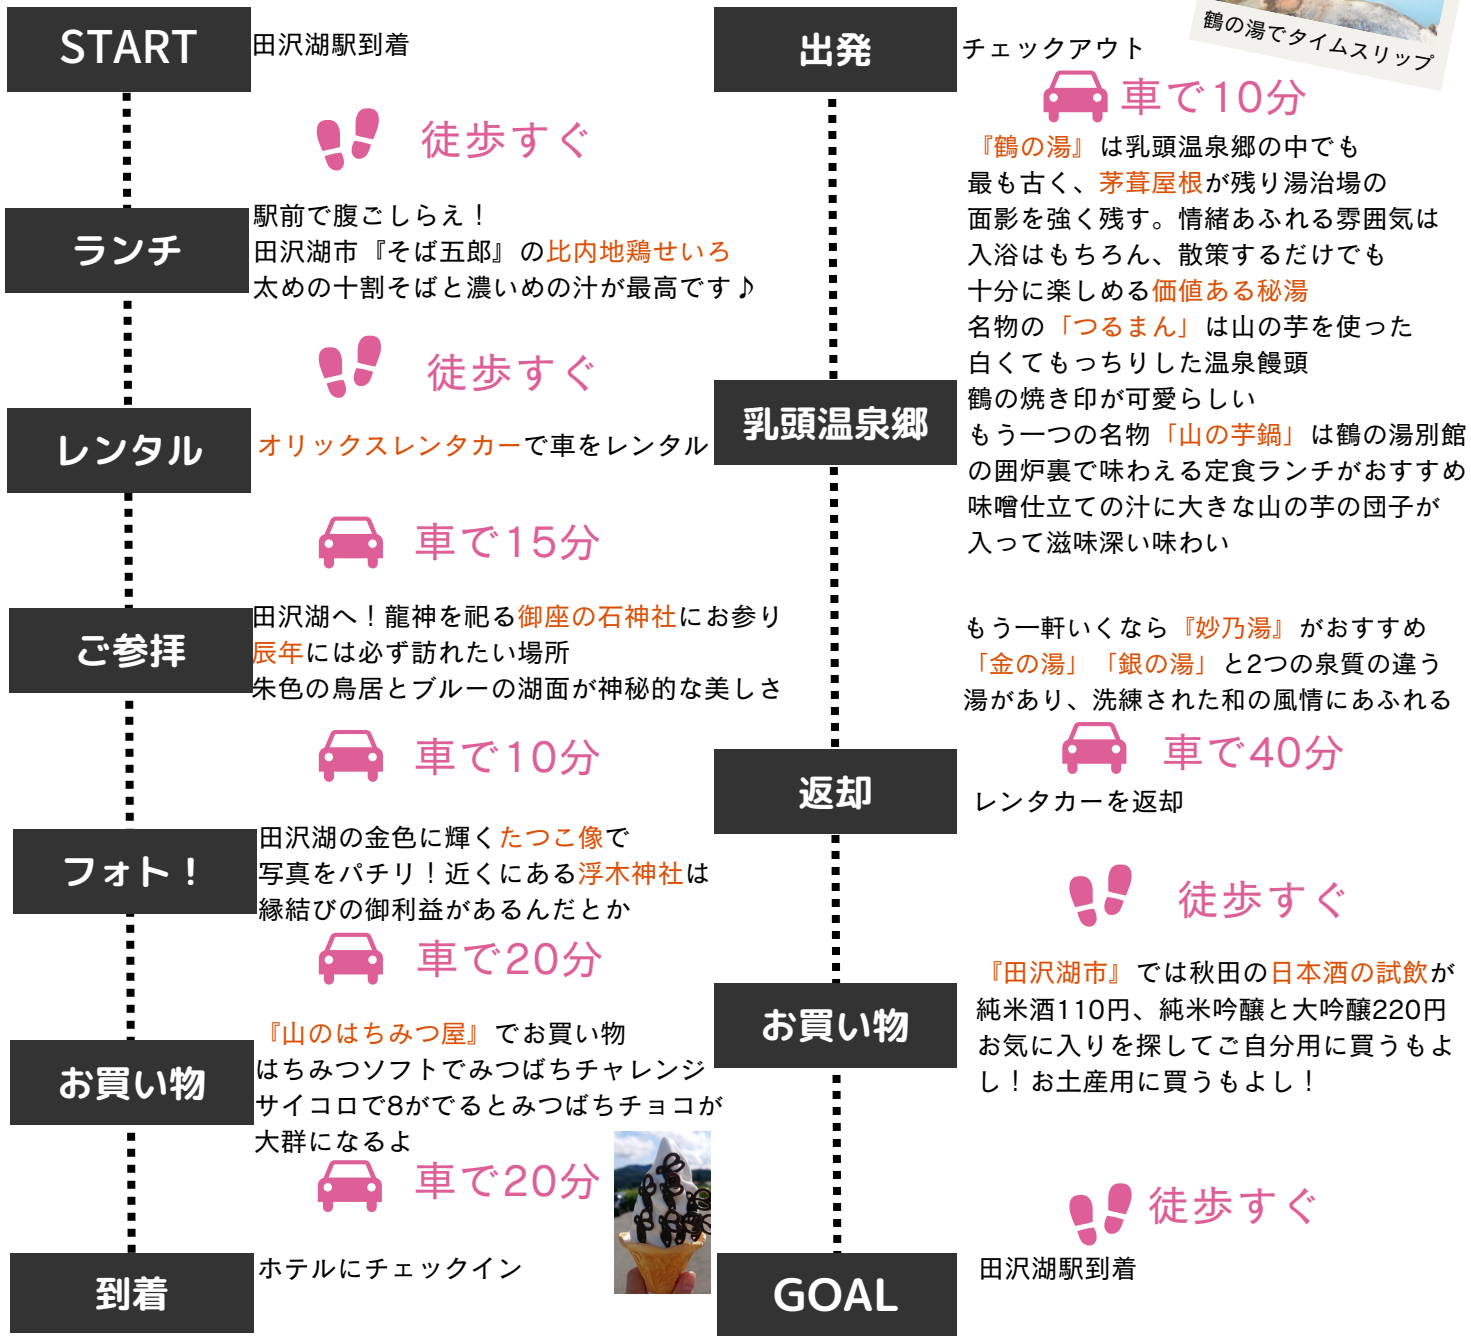 START
田沢湖駅到着
徒歩すぐ
ランチ
駅前で腹ごしらえ！
田沢湖市『そば五郎』の比内地鶏せいろ
太めの十割そばと濃いめの汁が最高です♪
徒歩すぐ
レンタル
オリックスレンタカーで車をレンタル
車で15分
ご参拝
田沢湖へ！龍神を祀る御座の石神社にお参り
辰年には必ず訪れたい場所
朱色の鳥居とブルーの湖面が神秘的な美しさ
車で10分
フォト！
田沢湖の金色に輝くたつこ像で
写真をパチリ！近くにある浮木神社は
縁結びの御利益があるんだとか
車で20分
お買い物
『山のはちみつ屋』でお買い物
はちみつソフトでみつばちチャレンジ
サイコロで8がでるとみつばちチョコが
大群になるよ
車で20分
到着
ホテルにチェックイン
鶴の湯でタイムスリップ
出発
チェックアウト
車で10分
乳頭温泉郷
『鶴の湯』は乳頭温泉郷の中でも
最も古く、茅葺屋根が残り湯治場の
面影を強く残す。情緒あふれる雰囲気は
入浴はもちろん、散策するだけでも
十分に楽しめる価値ある秘湯
名物の「つるまん」は山の芋を使った
白くてもっちりした温泉饅頭
鶴の焼き印が可愛らしい
もう一つの名物「山の芋鍋」は鶴の湯別館
の囲炉裏で味わえる定食ランチがおすすめ
味噌仕立ての汁に大きな山の芋の団子が
入って滋味深い味わい
もう一軒いくなら『妙乃湯』がおすすめ
「金の湯」「銀の湯」と2つの泉質の違う
湯があり、洗練された和の風情にあふれる
車で40分
返却
レンタカーを返却
徒歩すぐ
お買い物
『田沢湖市』では秋田の日本酒の試飲が
純米酒110円、純米吟醸と大吟醸220円
お気に入りを探してご自分用に買うもよ
し！お土産用に買うもよし！
徒歩すぐ
GOAL
田沢湖駅到着